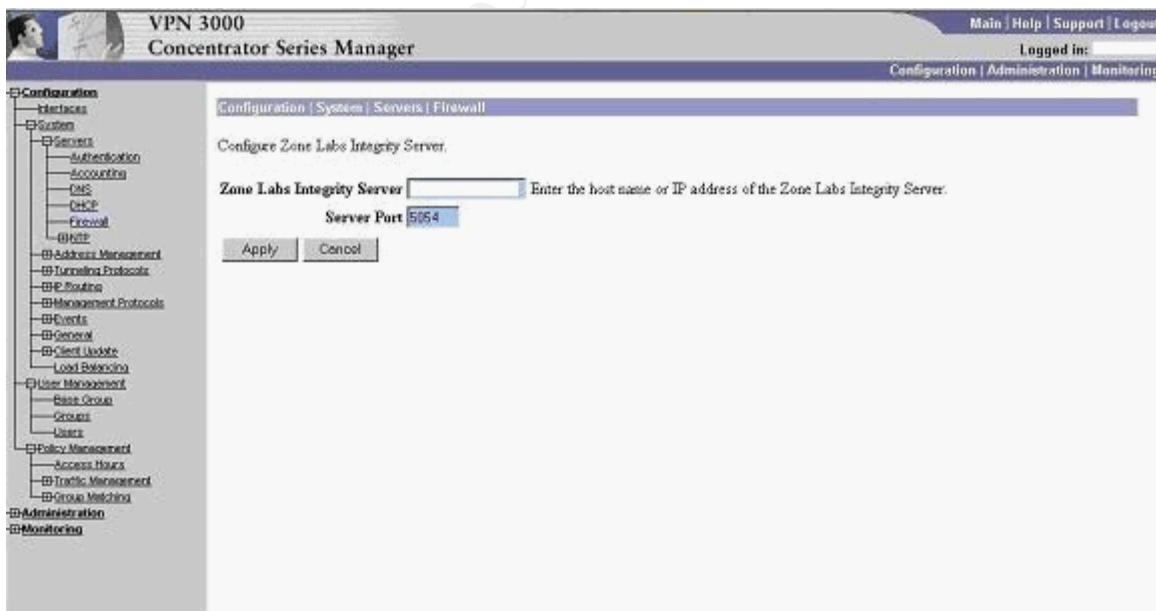 VPN 3000
Concentrator Series Manager
Main | Help | Support | Logout
Logged in:
Configuration | Administration | Monitoring
Configuration
Interfaces
System
Servers
Authentication
Accounting
DNS
DHCP
Firewall
NTP
Address Management
Tunneling Protocols
IP Routing
Management Protocols
Events
General
Client Update
Load Balancing
User Management
Base Group
Groups
Users
Policy Management
Access Hours
Traffic Management
Group Matching
Administration
Monitoring
Configuration | System | Servers | Firewall
Configure Zone Labs Integrity Server.
Zone Labs Integrity Server Enter the host name or IP address of the Zone Labs Integrity Server.
Server Port 5054
Apply Cancel